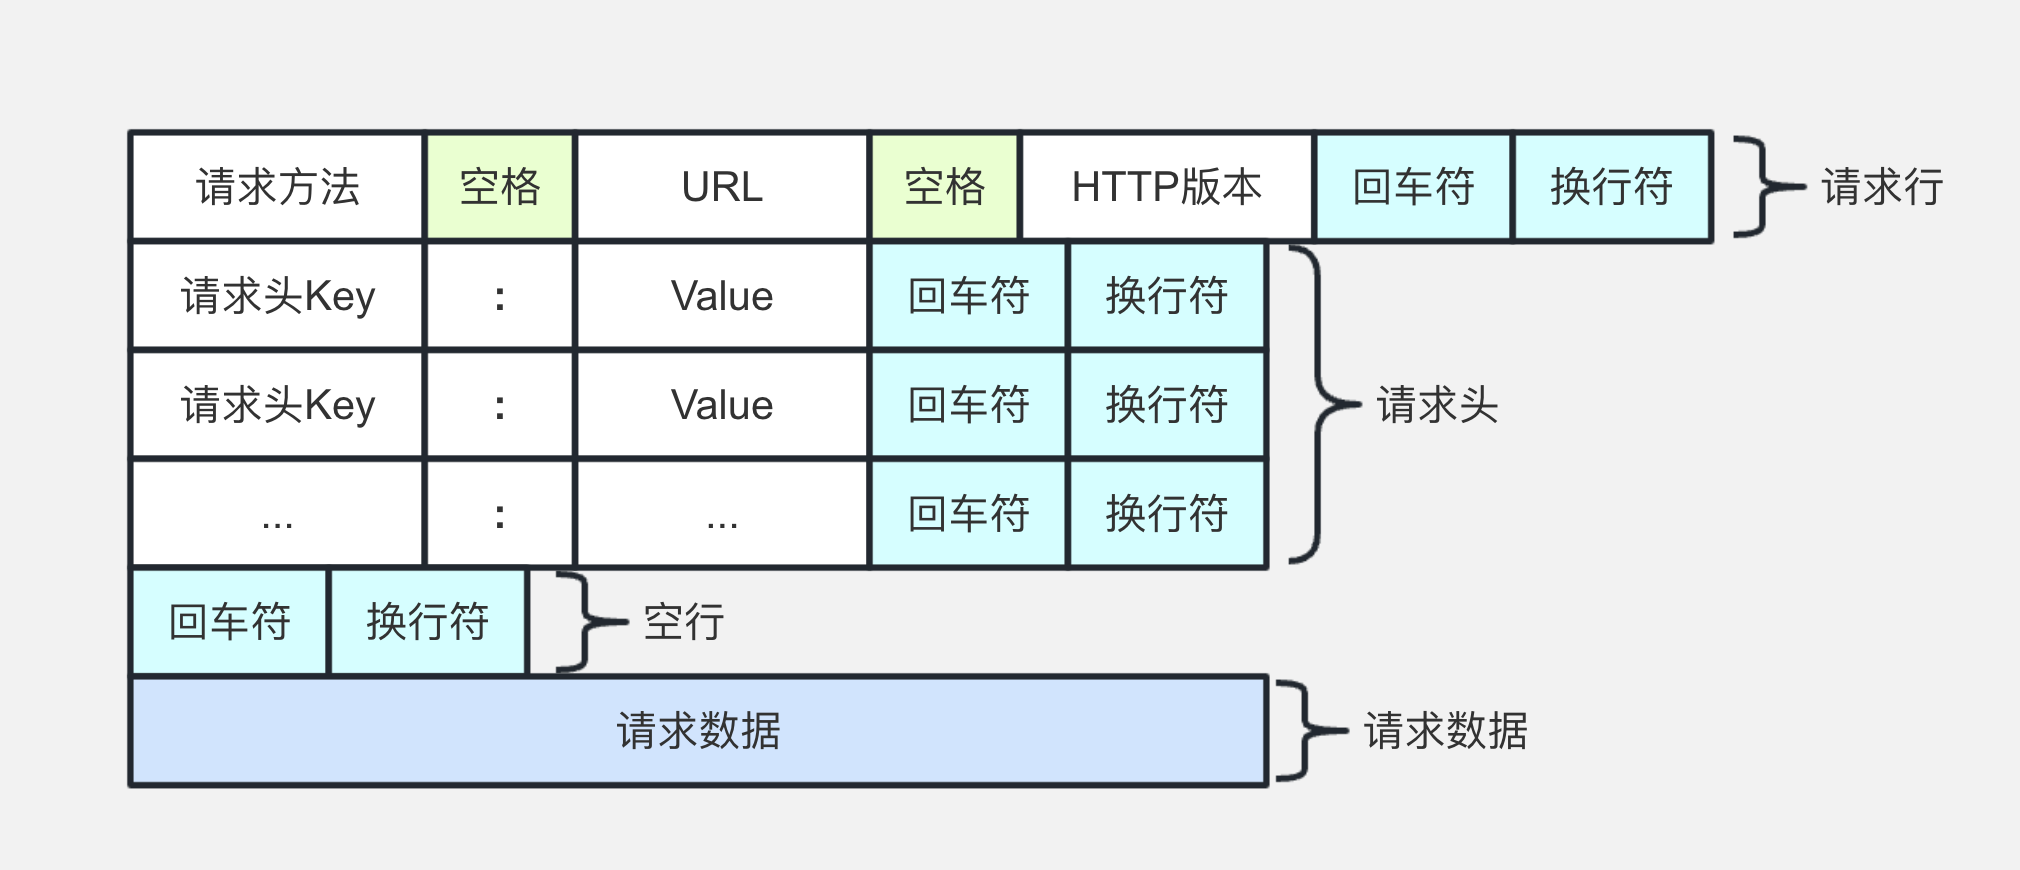 请求方法 空格 URL 空格 HTTP版本 回车符 换行符 请求行
请求头Key : Value 回车符 换行符
请求头Key : Value 回车符 换行符 请求头
... : ... 回车符 换行符
回车符 换行符 空行
请求数据 请求数据